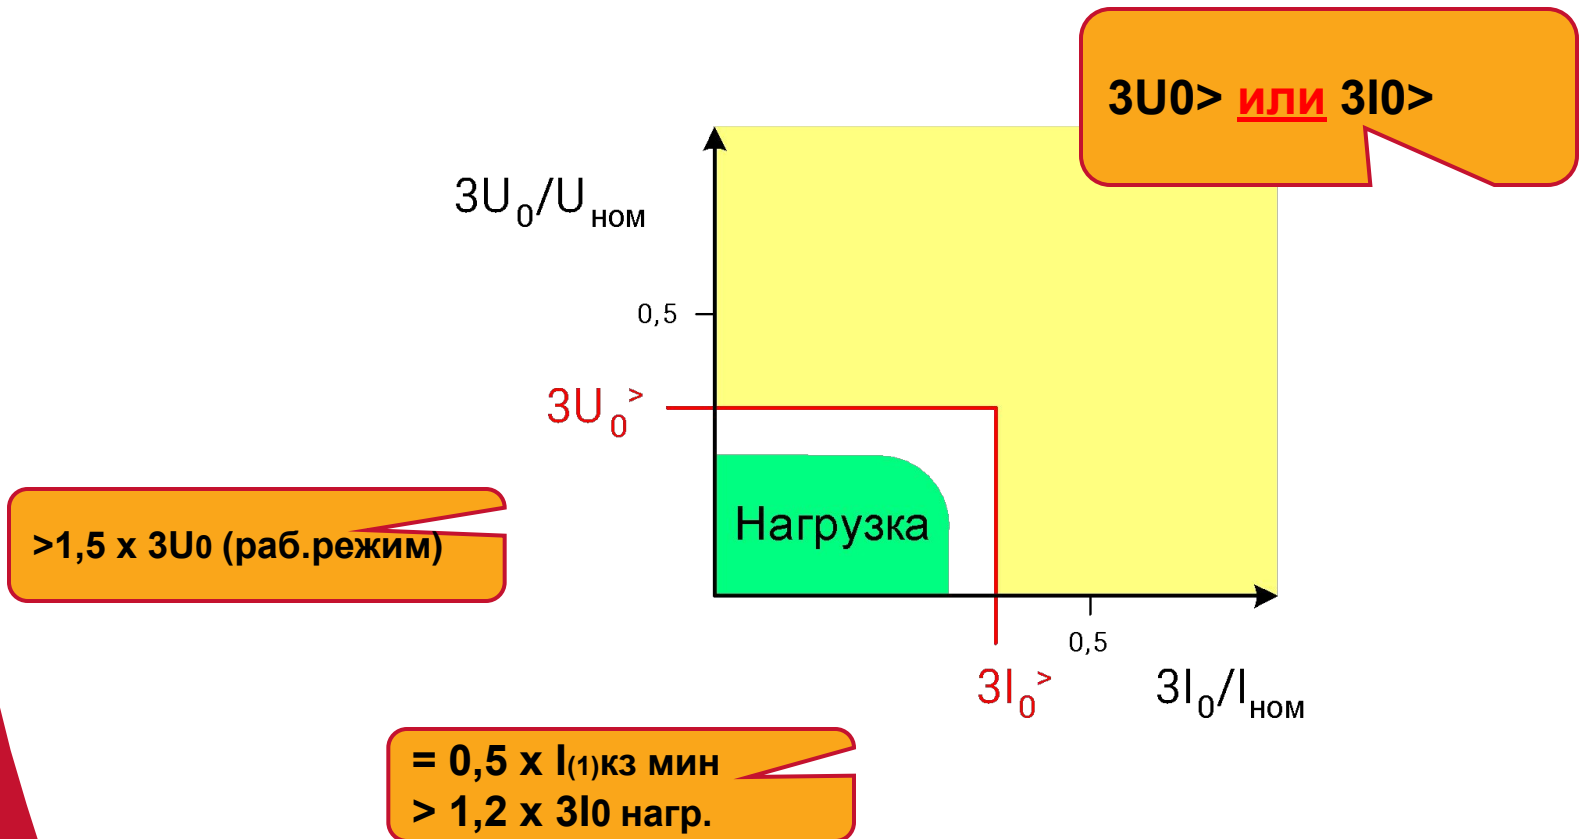 3U0> или 3I0>
3U0/Uном
0,5
3U0>
Нагрузка
>1,5 x 3U0 (раб.режим)
0,5
3I0>
3I0/Iном
= 0,5 x I(1)кз мин
> 1,2 x 3I0 нагр.